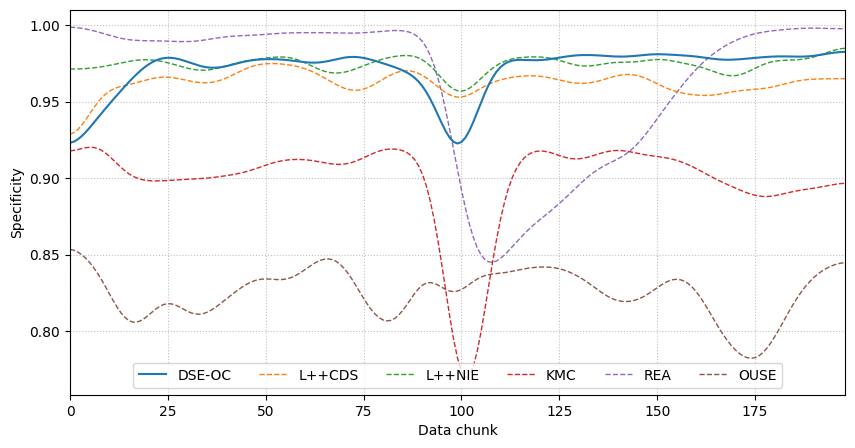 1.00
0.95
0.90
0.85
0.80
Specificity
DSE-OC L++CDS L++NIE KMC REA OUSE
0 25 50 75 100 125 150 175
Data chunk